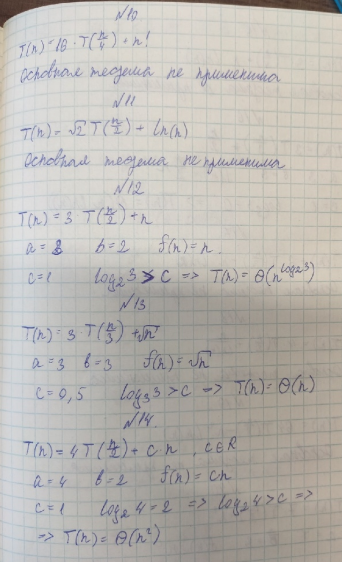 №10
T(n)=16·T(n/4)+n!
Основная теорема не применима
№11
T(n)=√2 T(n/2)+ln(n)
Основная теорема не применима
№12
T(n)=3·T(n/2)+n
a=3 b=2 f(n)=n.
c=1 log₂3>c => T(n)=Θ(n^log₂3)
№13
T(n)=3·T(n/3)+√n
a=3 b=3 f(n)=√n
c=0,5 log₃3>c => T(n)=Θ(n)
№14.
T(n)=4T(n/2)+c·n, c∈R
a=4 b=2 f(n)=cn
c=1 log₂4=2 => log₂4>c =>
=> T(n)=Θ(n²)